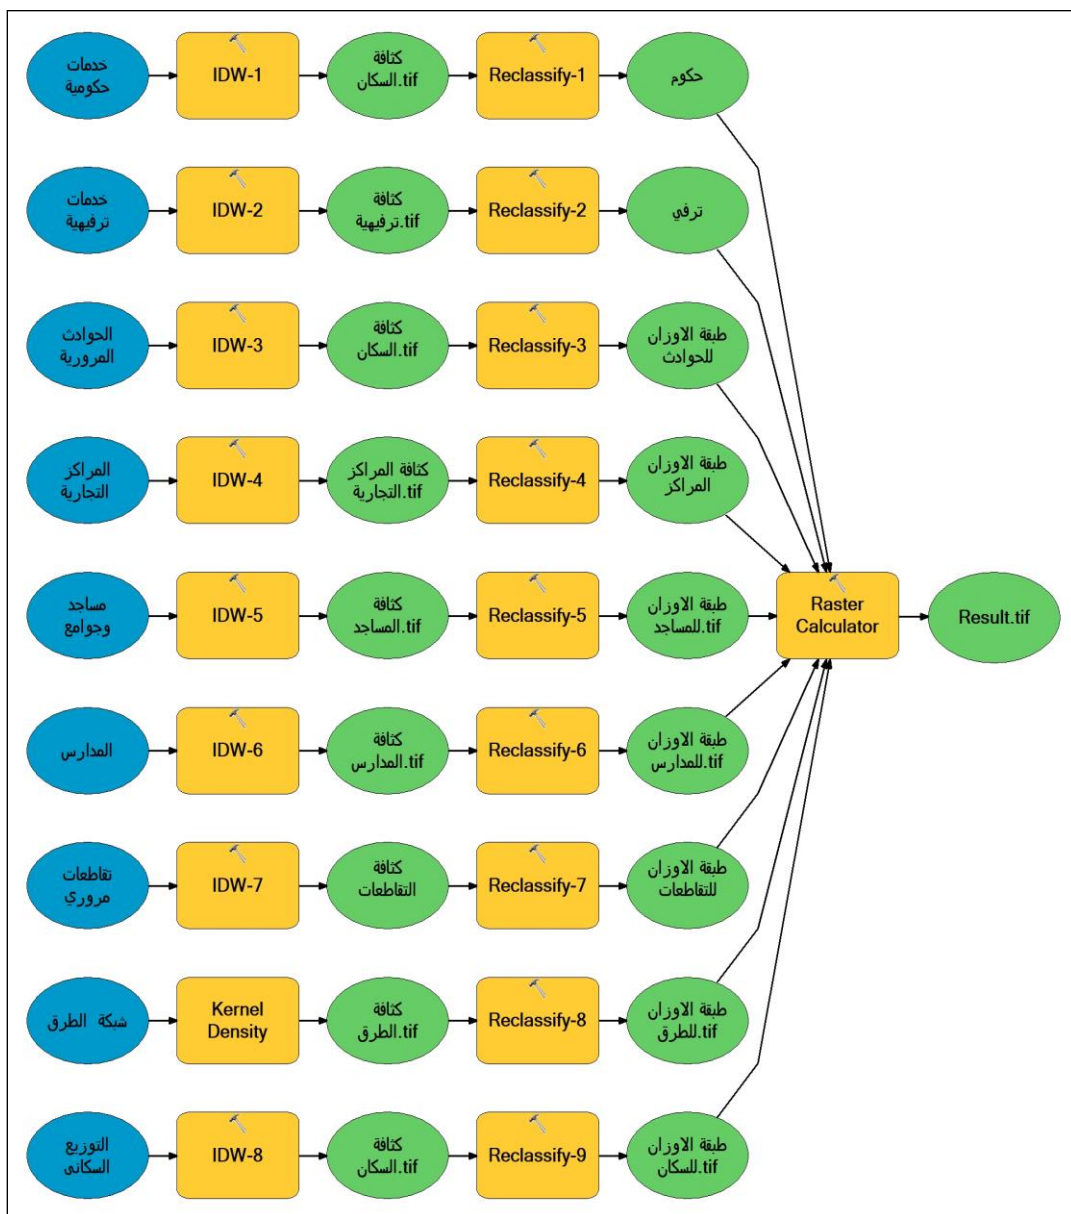 خدمات
حكومية
IDW-1
كثافة
السكان.tif
Reclassify-1
حكوم
خدمات
ترفيهية
IDW-2
كثافة
ترفيهية.tif
Reclassify-2
ترفي
الحوادث
المرورية
IDW-3
كثافة
السكان.tif
Reclassify-3
طبقة الاوزان
للحوادث
المراكز
التجارية
IDW-4
كثافة المراكز
التجارية.tif
Reclassify-4
طبقة الاوزان
المراكز
مساجد
وجوامع
IDW-5
كثافة
المساجد.tif
Reclassify-5
طبقة الاوزان
للمساجد.tif
Raster
Calculator
Result.tif
المدارس
IDW-6
كثافة
المدارس.tif
Reclassify-6
طبقة الاوزان
للمدارس.tif
تقاطعات
مروري
IDW-7
كثافة
التقاطعات
Reclassify-7
طبقة الاوزان
للتقاطعات
شبكة الطرق
Kernel
Density
كثافة
الطرق.tif
Reclassify-8
طبقة الاوزان
للطرق.tif
التوزيع
السكانى
IDW-8
كثافة
السكان.tif
Reclassify-9
طبقة الاوزان
للسكان.tif